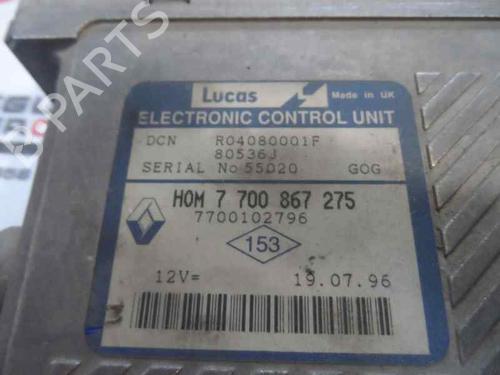 Lucas Made in UK
ELECTRONIC CONTROL UNIT
DCN R04080001F
80536J
SERIAL No 55020 GOG
HOM 7 700 867 275
7700102796
153
12V= 19.07.96